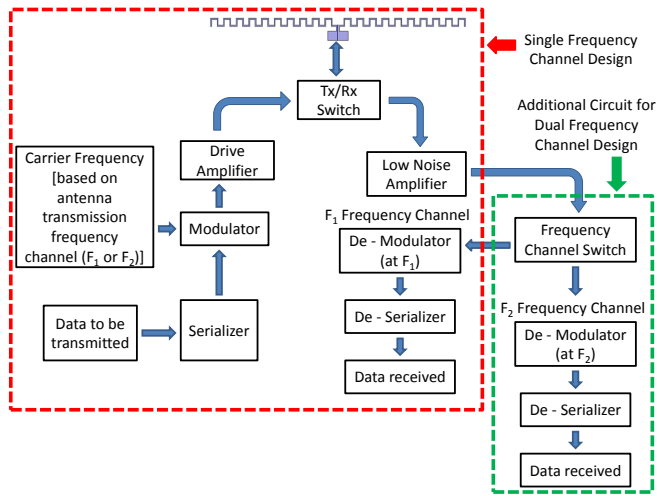 Single Frequency
Channel Design
Tx/Rx
Switch
Additional Circuit for
Dual Frequency
Channel Design
Drive
Amplifier
Carrier Frequency
[based on
antenna
transmission
frequency
channel (F₁ or F₂)]
Low Noise
Amplifier
Modulator
F₁ Frequency Channel
Frequency
Channel Switch
De - Modulator
(at F₁)
F₂ Frequency Channel
Data to be
transmitted
Serializer
De - Serializer
De - Modulator
(at F₂)
Data received
De - Serializer
Data received